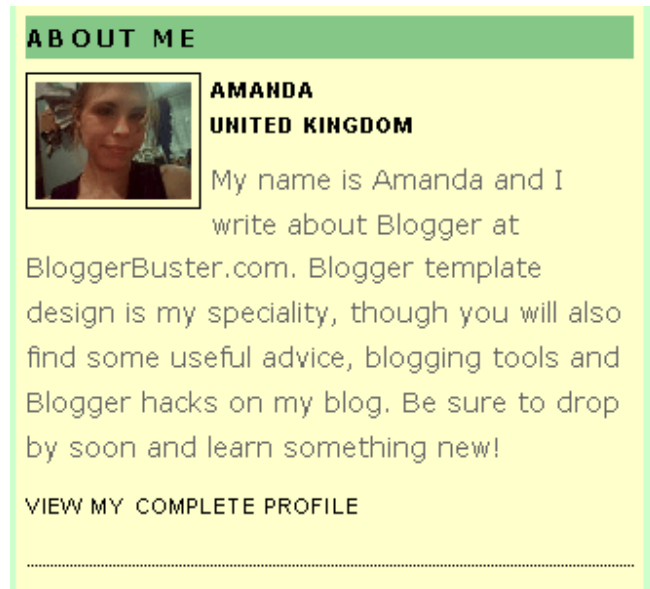 ABOUT ME
AMANDA
UNITED KINGDOM
My name is Amanda and I
write about Blogger at
BloggerBuster.com. Blogger template
design is my speciality, though you will also
find some useful advice, blogging tools and
Blogger hacks on my blog. Be sure to drop
by soon and learn something new!
VIEW MY COMPLETE PROFILE